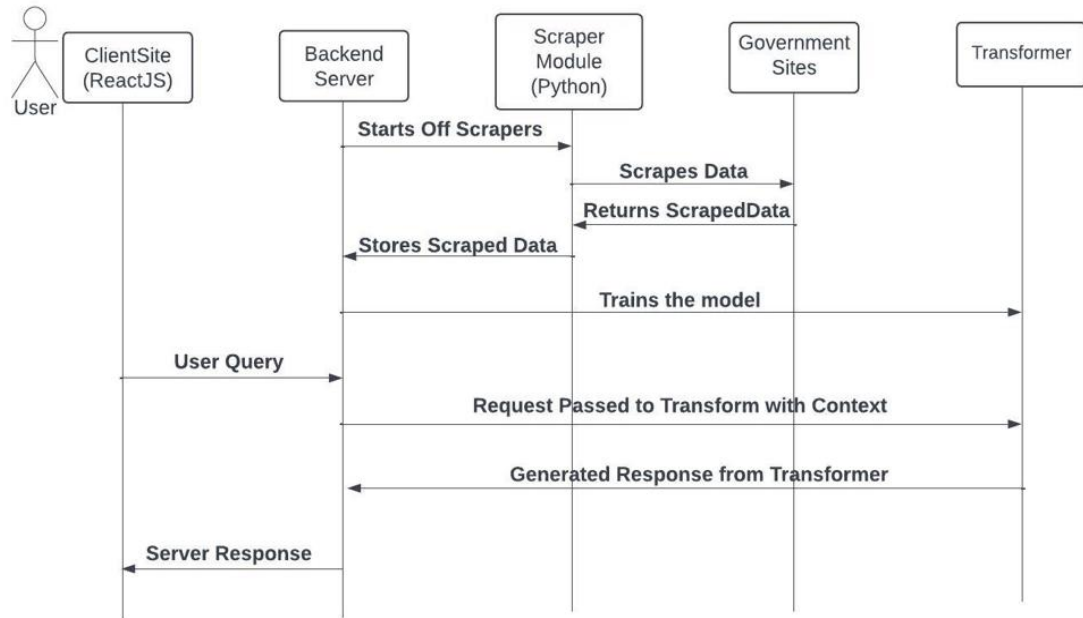 User
ClientSite
(ReactJS)
Backend
Server
Scraper
Module
(Python)
Government
Sites
Transformer
Starts Off Scrapers
Scrapes Data
Returns ScrapedData
Stores Scraped Data
Trains the model
User Query
Request Passed to Transform with Context
Generated Response from Transformer
Server Response